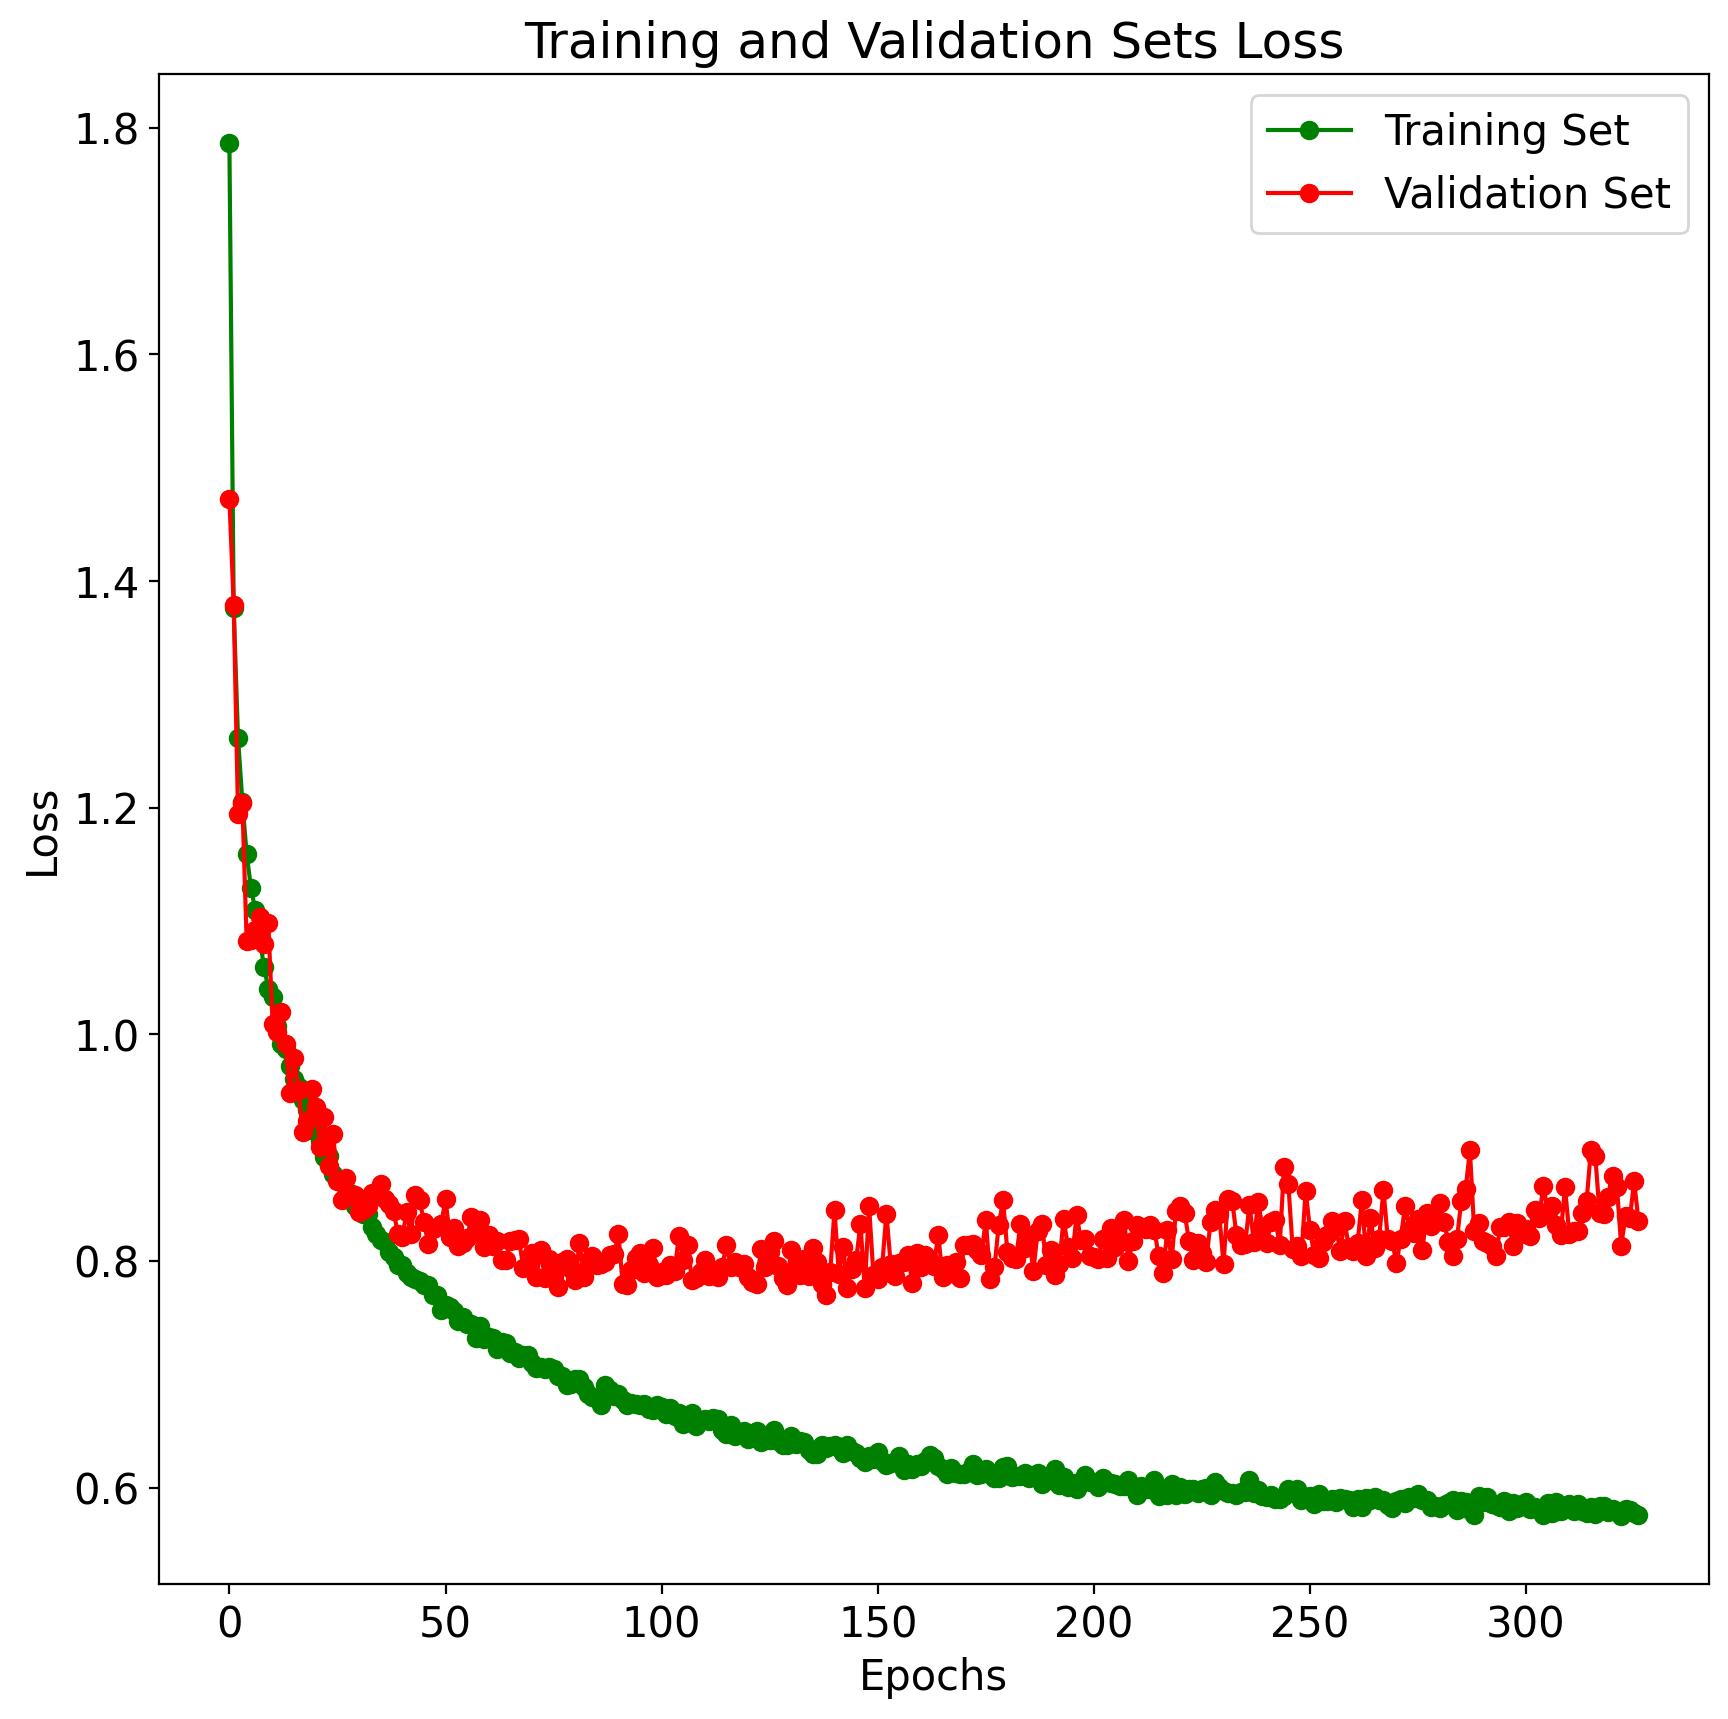 Training and Validation Sets Loss
Training Set
Validation Set
1.8
1.6
1.4
1.2
1.0
0.8
0.6
Loss
0 50 100 150 200 250 300
Epochs